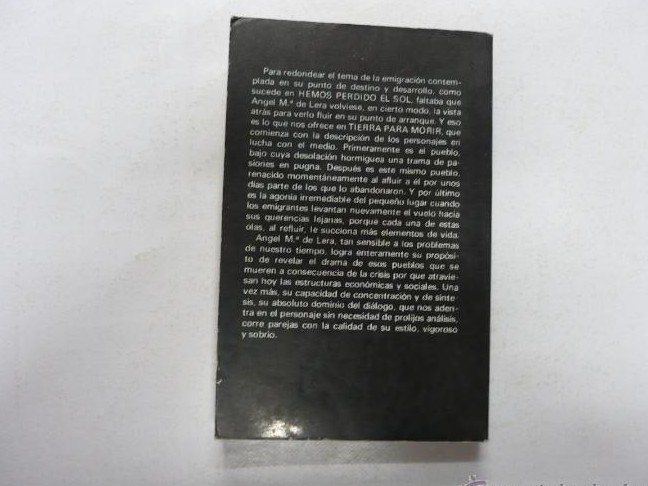 Para redondear el tema de la emigración contem-
plada en su punto de destino y desarrollo, como
sucede en HEMOS PERDIDO EL SOL, faltaba que
Angel M.ª de Lera volviese, en cierto modo, la vista
atrás para verlo fluir en su punto de arranque. Y eso
es lo que nos ofrece en TIERRA PARA MORIR, que
comienza con la descripción de los personajes en
lucha con el medio. Primeramente es el pueblo,
bajo cuya desolación hormiguea una trama de pa-
siones en pugna. Después es este mismo pueblo,
renacido momentáneamente al afluir a él por unos
días parte de los que lo abandonaron. Y por último
es la agonía irremediable del pequeño lugar cuando
los emigrantes levantan nuevamente el vuelo hacia
sus querencias lejanas, porque cada una de estas
olas, al refluir, le succiona más elementos de vida.
Angel M.ª de Lera, tan sensible a los problemas
de nuestro tiempo, logra enteramente su propósi-
to de revelar el drama de esos pueblos que se
mueren a consecuencia de la crisis por que atravie-
san hoy las estructuras económicas y sociales. Una
vez más, su capacidad de concentración y de sínte-
sis, su absoluto dominio del diálogo, que nos aden-
tra en el personaje sin necesidad de prolijos análisis,
corre parejas con la calidad de su estilo, vigoroso
y sobrio.